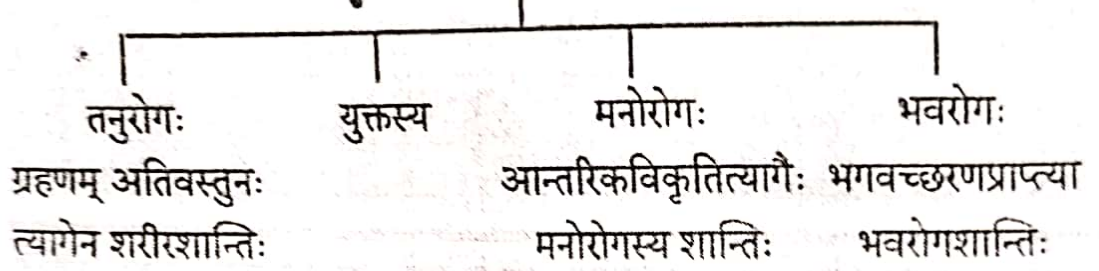 तनुरोगः युक्तस्य मनोरोगः भवरोगः
ग्रहणम् अतिवस्तुनः आन्तरिकविकृतित्यागैः भगवच्छरणप्राप्त्या
त्यागेन शरीरशान्तिः मनोरोगस्य शान्तिः भवरोगशान्तिः